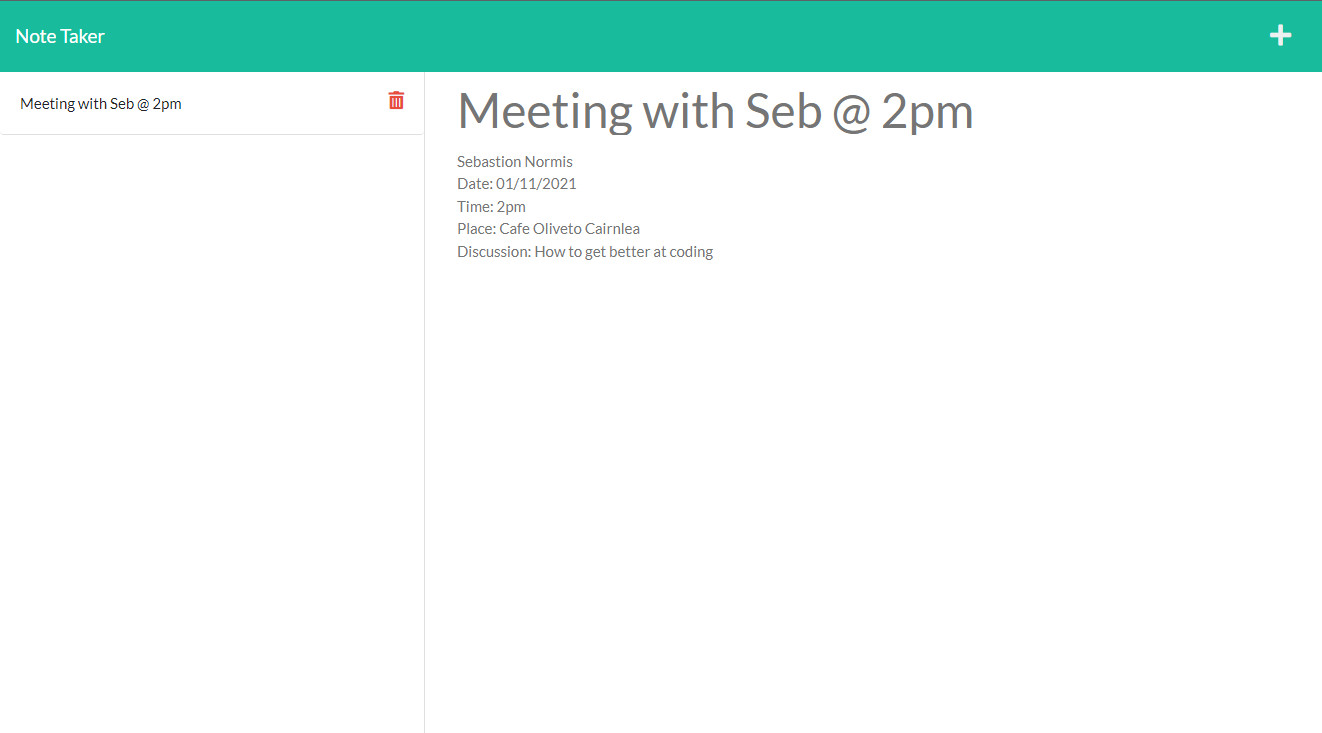 Note Taker
Meeting with Seb @ 2pm
Meeting with Seb @ 2pm
Sebastion Normis
Date: 01/11/2021
Time: 2pm
Place: Cafe Oliveto Cairnlea
Discussion: How to get better at coding